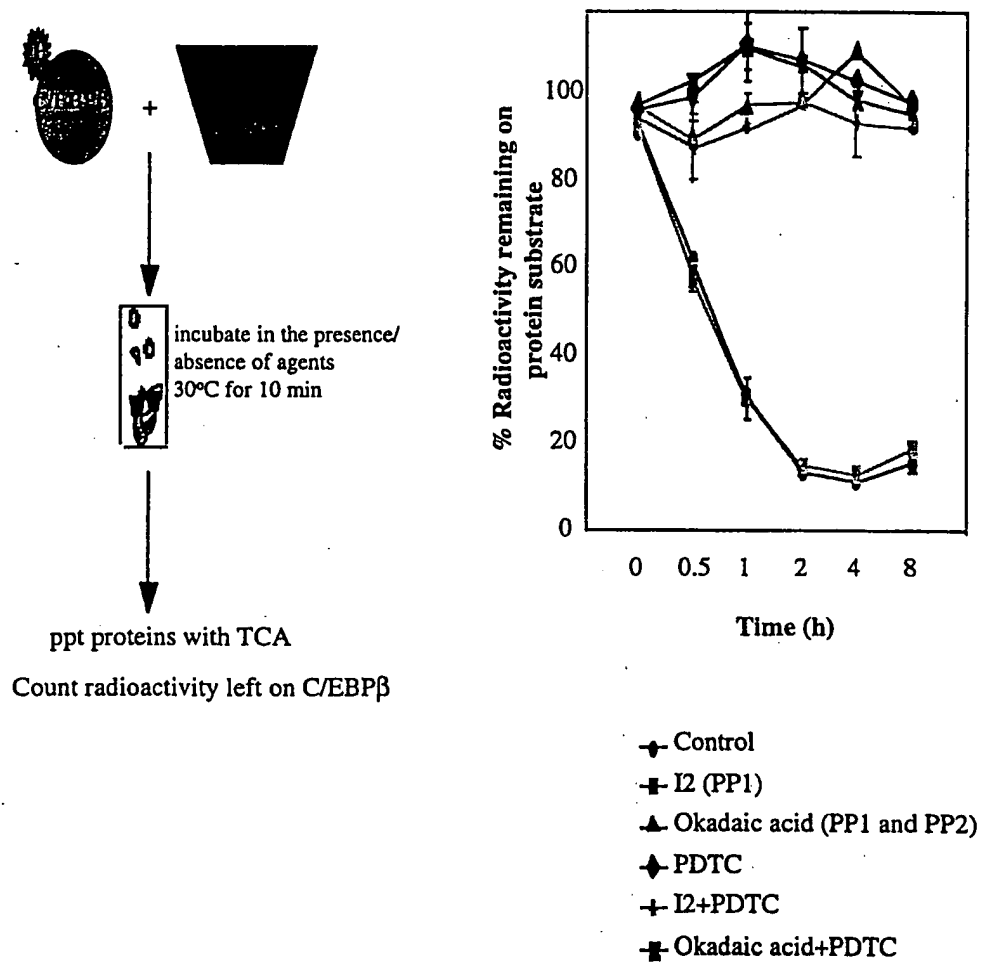 C/EBPβ
+
incubate in the presence/
absence of agents
30ºC for 10 min
ppt proteins with TCA
Count radioactivity left on C/EBPβ
% Radioactivity remaining on
protein substrate
100
80
60
40
20
0
0 0.5 1 2 4 8
Time (h)
Control
I2 (PP1)
Okadaic acid (PP1 and PP2)
PDTC
I2+PDTC
Okadaic acid+PDTC